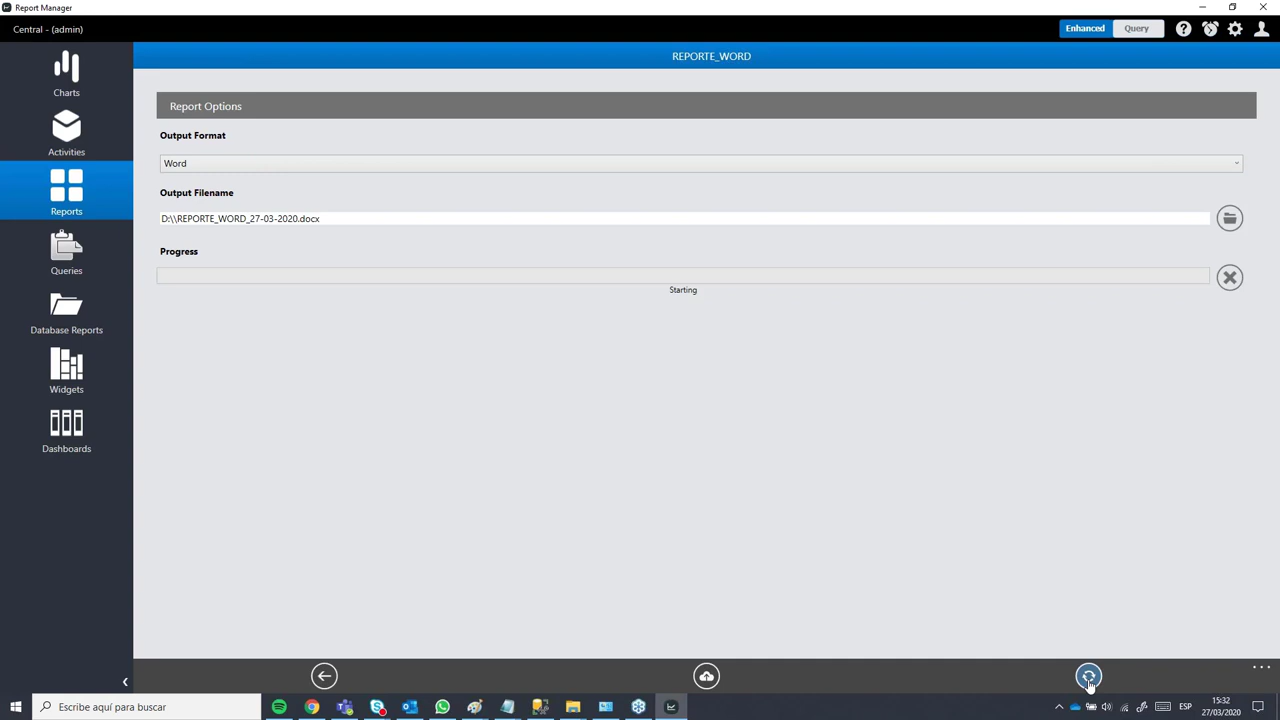 Report Manager
Central - (admin)
Enhanced
Query
REPORTE_WORD
Charts
Activities
Reports
Queries
Database Reports
Widgets
Dashboards
Report Options
Output Format
Word
Output Filename
D:\\REPORTE_WORD_27-03-2020.docx
Progress
Starting
Escribe aquí para buscar
ESP
15:32
27/03/2020